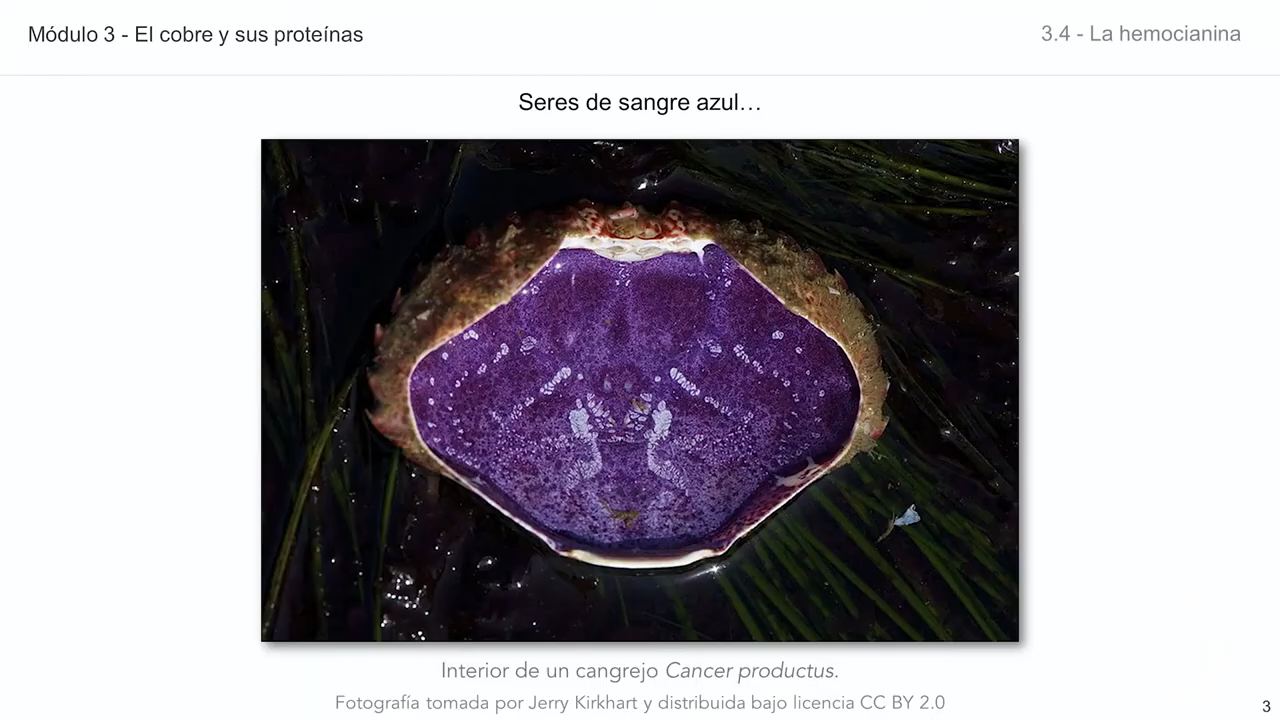 Módulo 3 - El cobre y sus proteínas
3.4 - La hemocianina
Seres de sangre azul…
Interior de un cangrejo Cancer productus.
Fotografía tomada por Jerry Kirkhart y distribuida bajo licencia CC BY 2.0
3